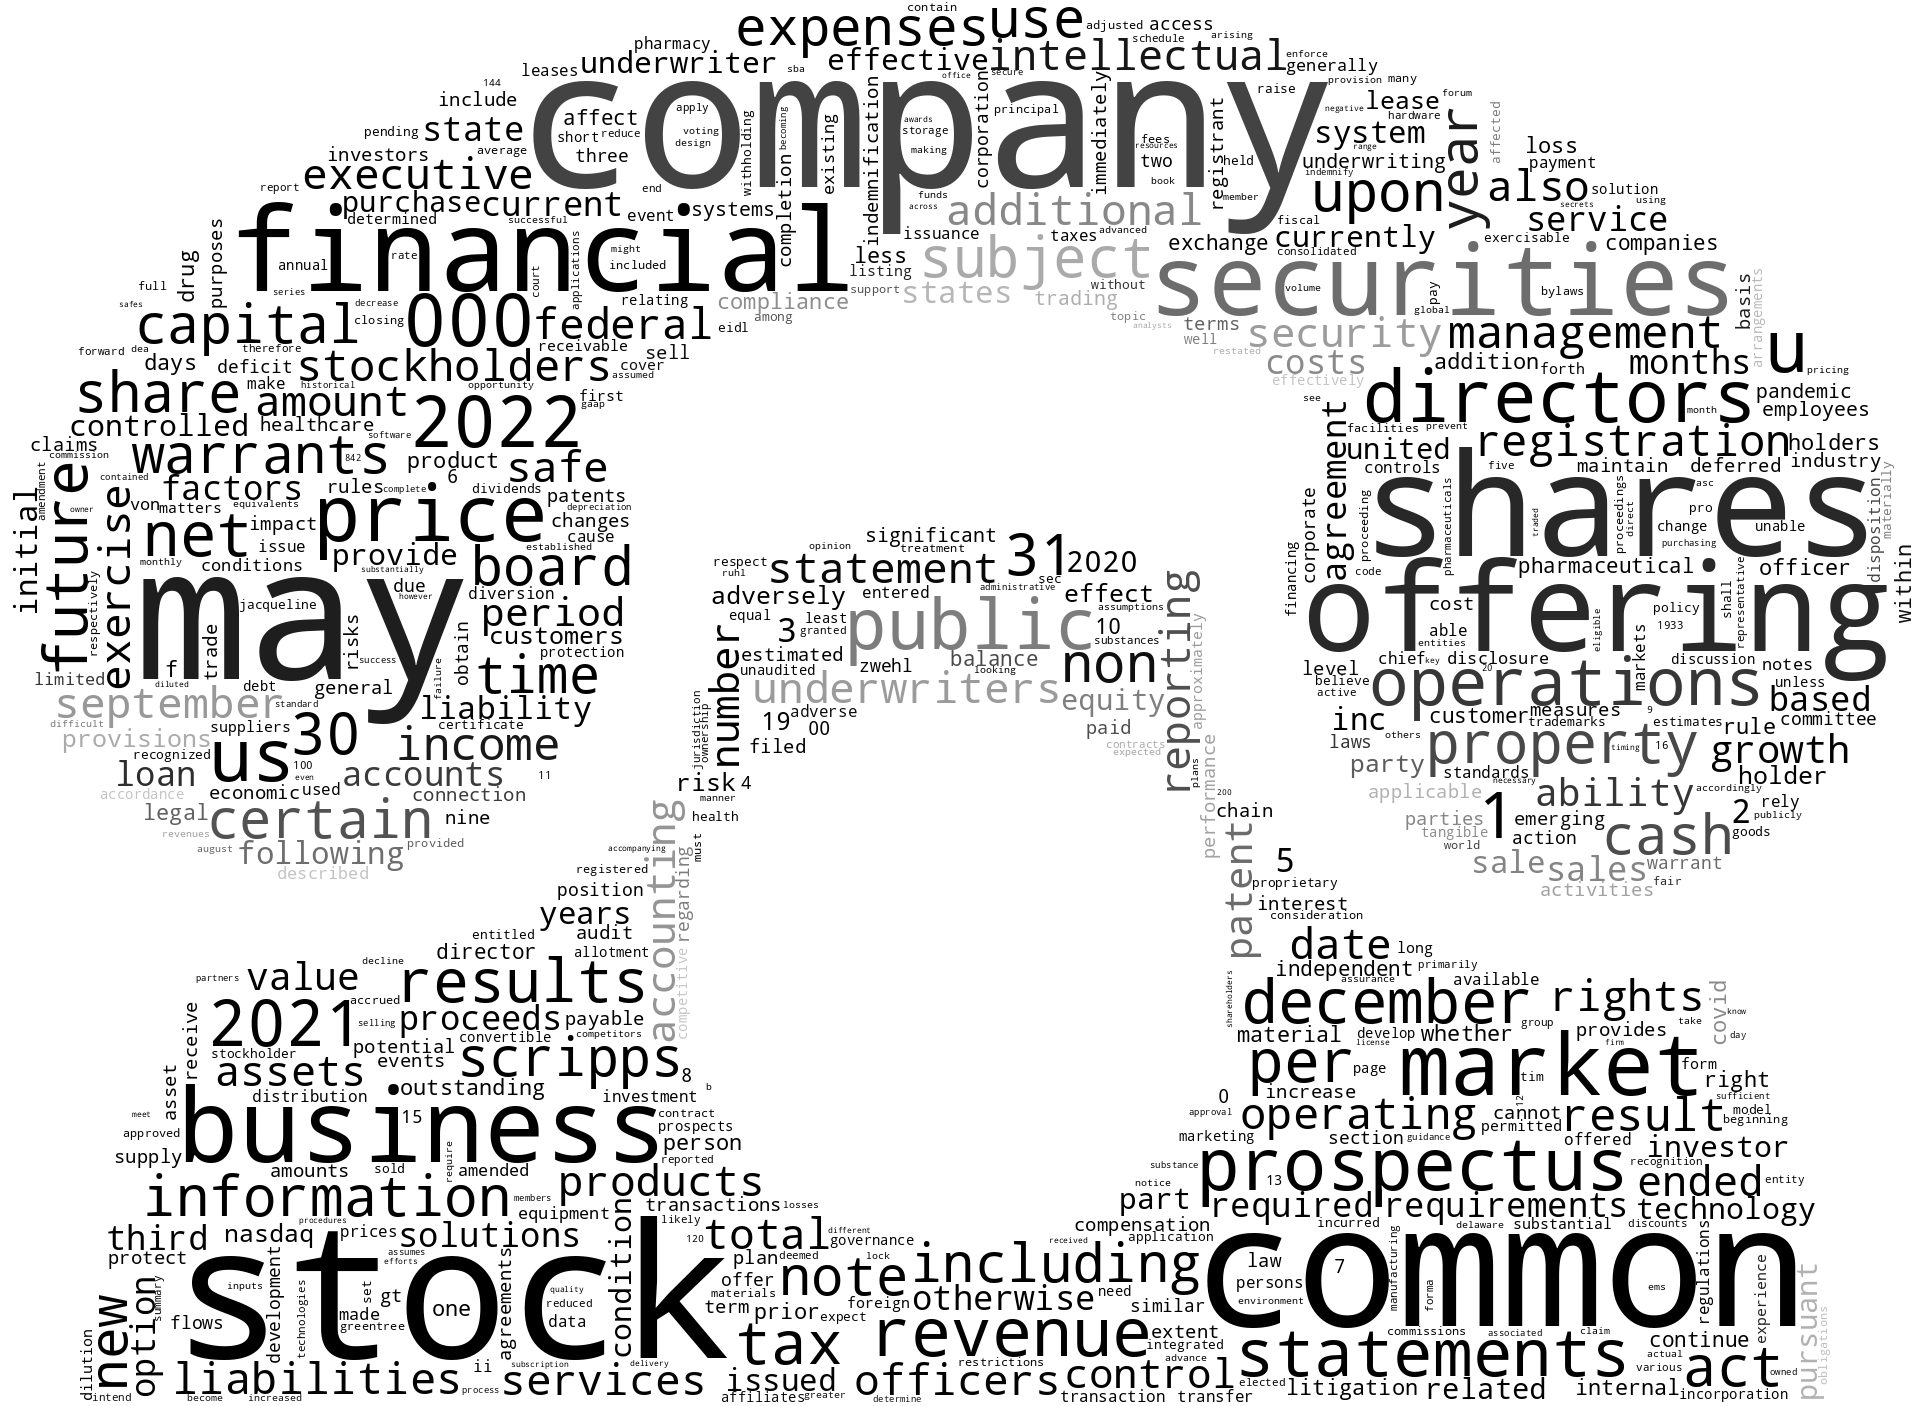 contain
expenses use adjusted access
pharmacy schedule arising
leases underwriter sba effective intellectual generally enforce
144 office secure provision many
include company raise negative lease forum hardware
affect apply awards principal
pending state short reduce voting design storage system
average three becoming making fees resources range
investors withholding existing indemnification corporation immediately two registrant held underwriting year affected loss payment
executive end funds book member indemnify upon also solution
report purchase current completion across additional fiscal secrets using
determined successful event systems issuance taxes advanced exchange currently service
drug purposes financial might less subject consolidated exercisable companies
annual rate included listing securities
full series court applications support states trading without volume bylaws
safes decrease relating compliance global pay basis arrangements
capital closing 000 federal eidl among topic analysts terms security management
forward dea therefore receivable sell well restated u
days deficit stockholders cover costs addition forth months pricing
share make historical opportunity assumed effectively
amount 2022 first gaap see directors month pandemic employees
controlled healthcare software agreement facilities prevent
claims commission warrants 842 product safe united registration holders
future contained factors 6 controls five maintain deferred industry
initial amendment exercise von rules complete dividends patents corporate shares disposition materially
matters equivalents price depreciation proceeding pharmaceuticals proceedings asc pro
owner net impact changes traded direct change unable
issue provide established cause significant 31 2020 financing purchasing
monthly conditions board opinion treatment code pharmaceutical officer within
respectively may substantially due respect ruhl statement sec offering shall representative
jacqueline however diversion adversely entered administrative effect cost policy
period equal least public assumptions able eligible 1933
f trade risks obtain customers number 3 granted 10 reporting entities
success protection estimated zwehl balance substances approximately chief key disclosure markets discussion
limited diluted debt general failure time unaudited looking non level 20 notes
september standard liability underwriters equity believe operations unless
difficult suppliers certificate 19 adverse paid active based
provisions us 30 income jurisdiction ownership 00 inc customer measures 9 estimates rule committee
recognized 100 filed contracts expected laws others trademarks
loan even accounts 11 performance property timing 16 growth
accordance economic used connection risk 4 plans party standards holder
legal certain nine manner 200 applicable necessary ability accordingly
revenues health chain parties 1 emerging 2 rely publicly
august following provided accounting must patent tangible action cash goods
described accompanying regarding world sale sales warrant
registered 5 activities fair
position proprietary
years interest consideration
entitled audit date long
director allotment
partners value decline competitive independent primarily
results shareholders assurance available
receive 2021 accrued december rights covid
selling proceeds payable material develop whether group provides take know
stockholder potential convertible competitors license firm day
assets events scripps 8 per page market form
asset outstanding b tim right
distribution investment 0 increase sufficient
meet business 15 contract approval operating 12 cannot result model
approved prospects marketing section guidance permitted offered beginning
supply person investor
amounts sold require amended reported substance prospectus recognition
information members products notice 13 ended entity
transactions losses part required requirements technology
procedures equipment likely compensation incurred delaware substantial discounts
third nasdaq prices solutions condition 120 total different governance received application
protect assumes efforts plan deemed lock law manufacturing common regulations
new option summary inputs development technologies set gt stock quality offer note including persons 7 ems experience pursuant
made one agreements reduced materials foreign otherwise need environment forma obligations
flows greentree data term prior expect similar
tax revenue extent commissions associated claim continue
dilution liabilities ii subscription delivery integrated statements actual
process services issued officers restrictions advance control elected various act owned
intend become increased affiliates greater determine transaction transfer litigation related internal incorporation